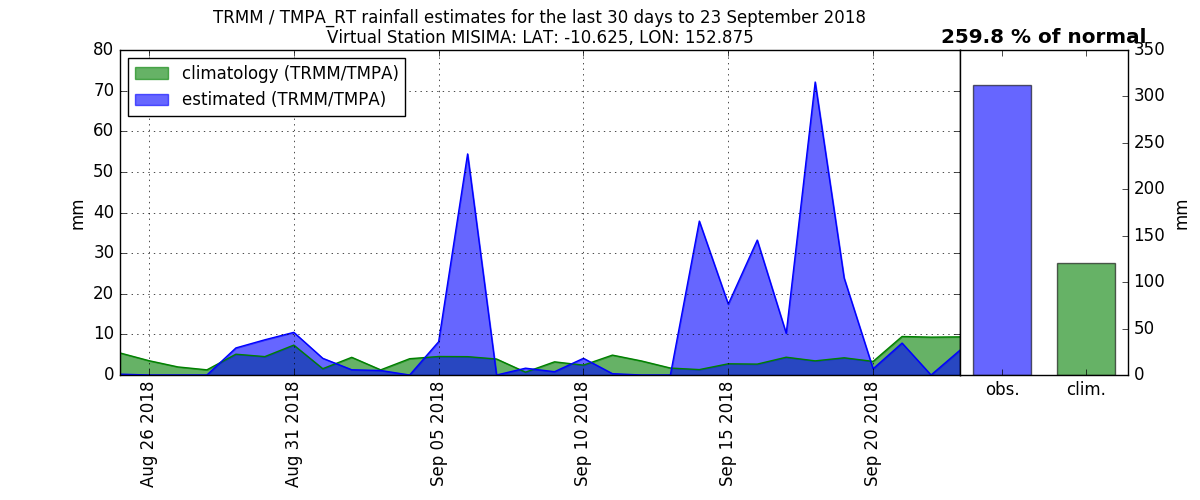 TRMM / TMPA_RT rainfall estimates for the last 30 days to 23 September 2018
Virtual Station MISIMA: LAT: -10.625, LON: 152.875
259.8 % of normal
climatology (TRMM/TMPA)
estimated (TRMM/TMPA)
mm
80
70
60
50
40
30
20
10
0
Aug 26 2018
Aug 31 2018
Sep 05 2018
Sep 10 2018
Sep 15 2018
Sep 20 2018
obs.
clim.
350
300
250
200
150
100
50
0
mm